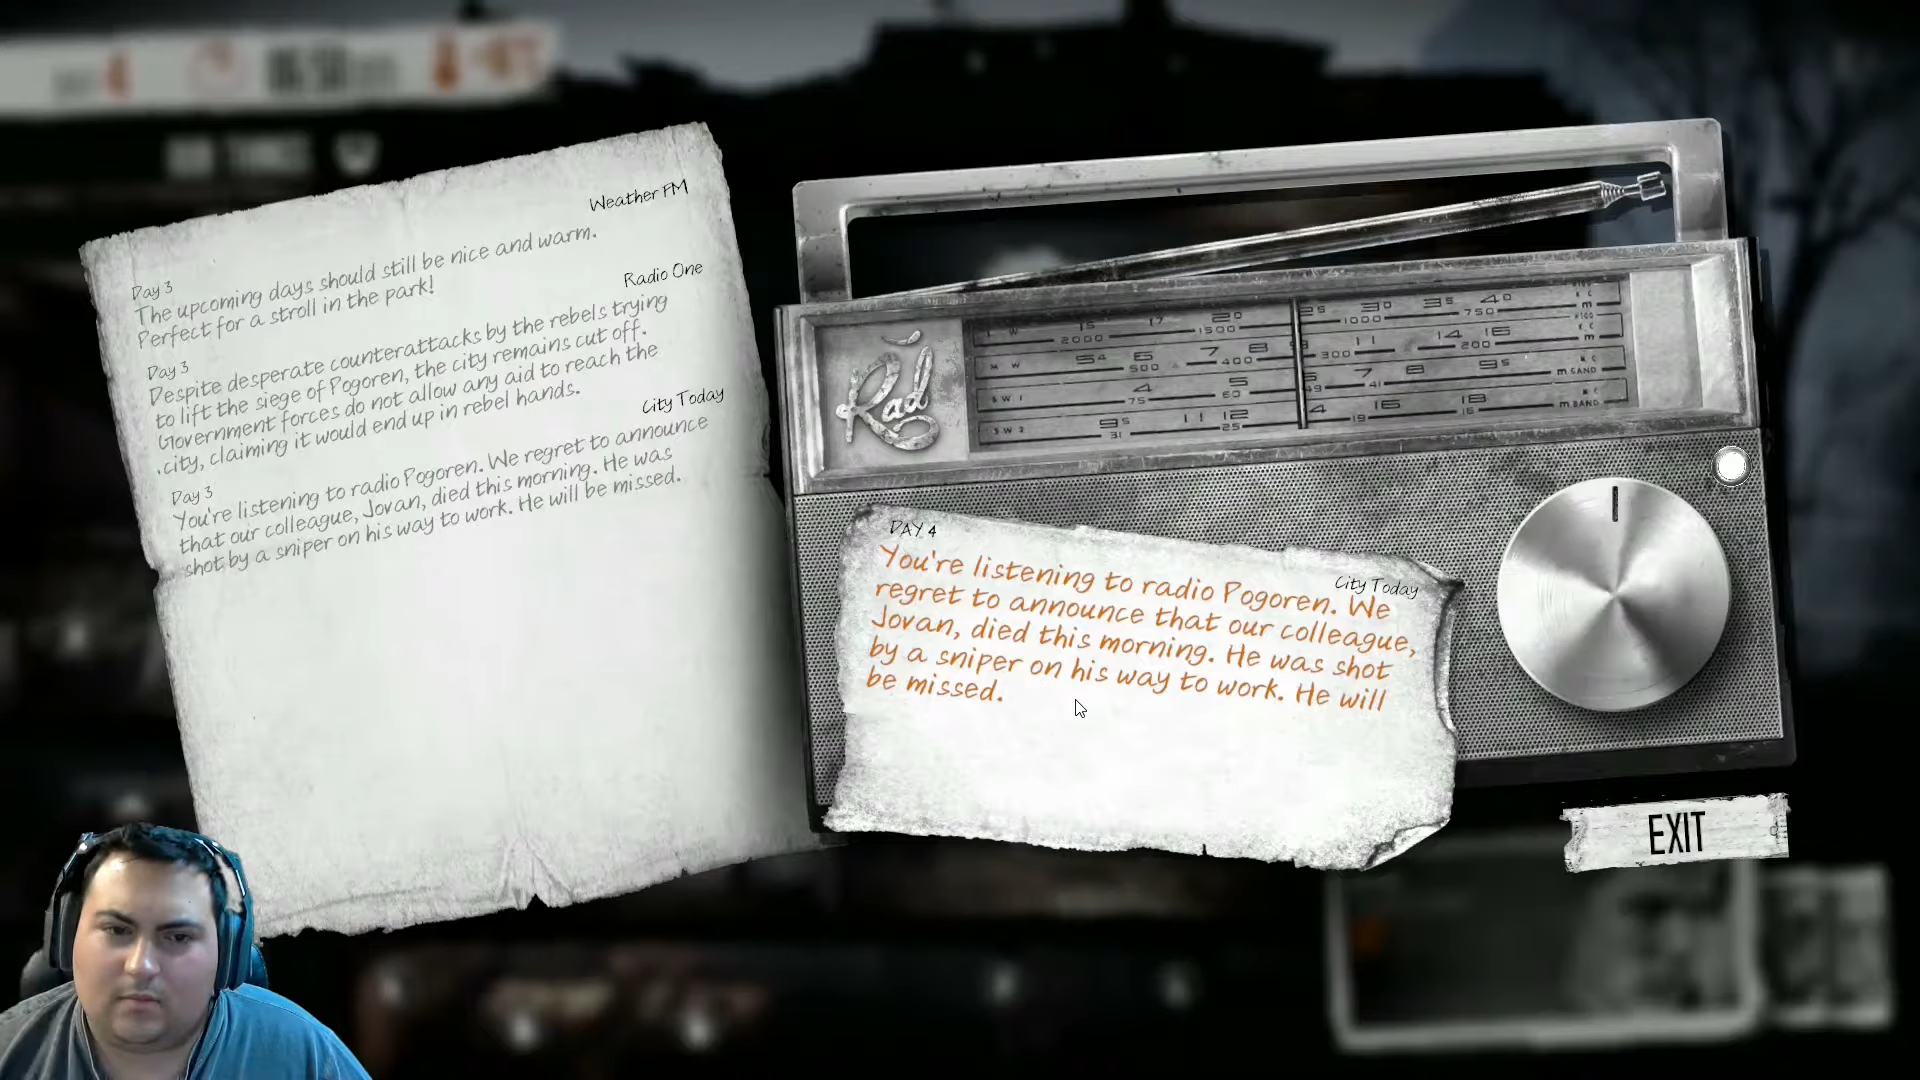 Weather FM
Day 3
The upcoming days should still be nice and warm.
Perfect for a stroll in the park!
Radio One
Day 3
Despite desperate counterattacks by the rebels trying
to lift the siege of Pogoren, the city remains cut off.
Government forces do not allow any aid to reach the
city, claiming it would end up in rebel hands.
City Today
Day 3
You're listening to radio Pogoren. We regret to announce
that our colleague, Jovan, died this morning. He was
shot by a sniper on his way to work. He will be missed.
Rad
DAY 4
City Today
You're listening to radio Pogoren. We
regret to announce that our colleague,
Jovan, died this morning. He was shot
by a sniper on his way to work. He will
be missed.
EXIT